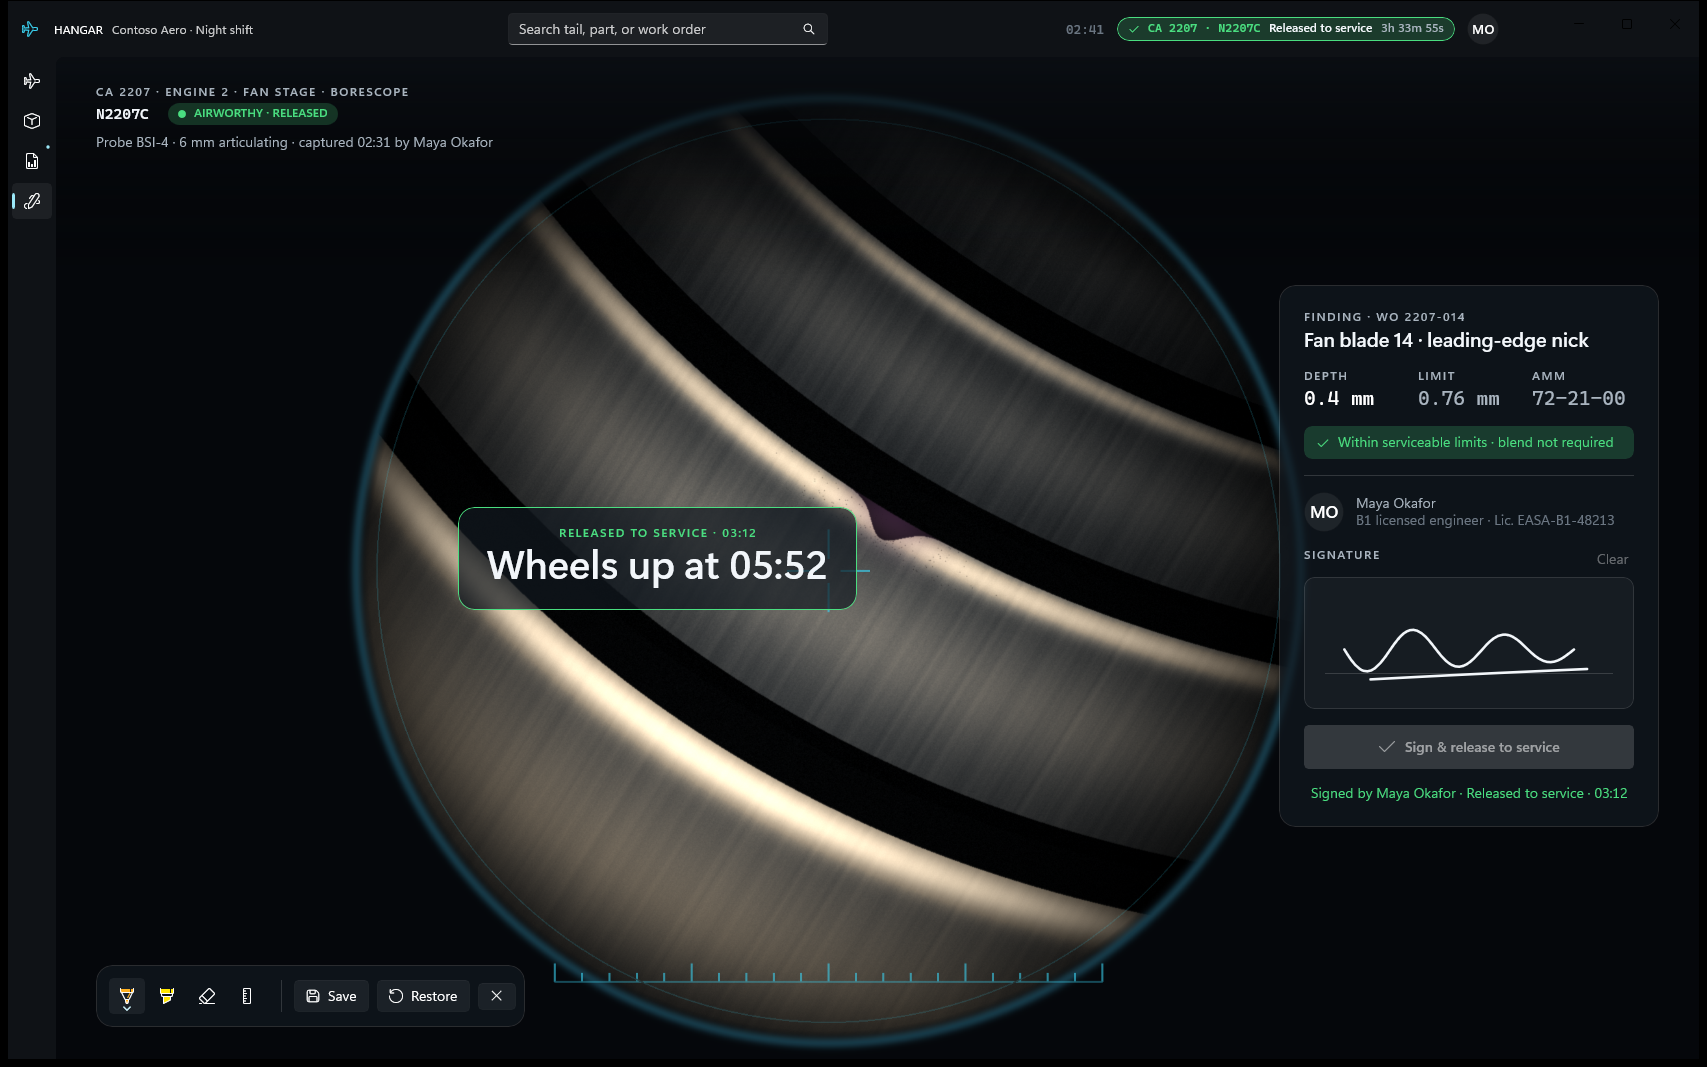 HANGAR Contoso Aero · Night shift
Search tail, part, or work order
02:41
CA 2207 · N2207C Released to service 3h 33m 55s
MO
CA 2207 · ENGINE 2 · FAN STAGE · BORESCOPE
N2207C
AIRWORTHY · RELEASED
Probe BSI-4 · 6 mm articulating · captured 02:31 by Maya Okafor
RELEASED TO SERVICE · 03:12
Wheels up at 05:52
FINDING · WO 2207-014
Fan blade 14 · leading-edge nick
DEPTH LIMIT AMM
0.4 mm 0.76 mm 72-21-00
Within serviceable limits · blend not required
MO
Maya Okafor
B1 licensed engineer · Lic. EASA-B1-48213
SIGNATURE
Clear
Sign & release to service
Signed by Maya Okafor · Released to service · 03:12
Save
Restore